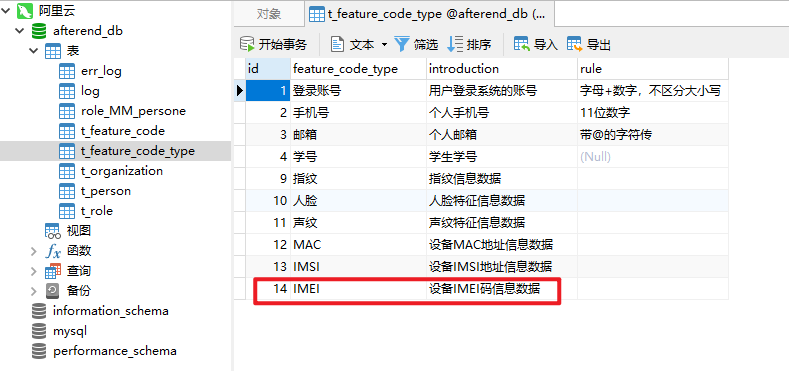 阿里云
afterend_db
表
err_log
log
role_MM_persone
t_feature_code
t_feature_code_type
t_organization
t_person
t_role
视图
函数
查询
备份
information_schema
mysql
performance_schema
对象 t_feature_code_type @afterend_db (...
开始事务 文本 筛选 排序 导入 导出
id feature_code_type introduction rule
1 登录账号 用户登录系统的账号 字母+数字，不区分大小写
2 手机号 个人手机号 11位数字
3 邮箱 个人邮箱 带@的字符传
4 学号 学生学号 (Null)
9 指纹 指纹信息数据
10 人脸 人脸特征信息数据
11 声纹 声纹特征信息数据
12 MAC 设备MAC地址信息数据
13 IMSI 设备IMSI地址信息数据
14 IMEI 设备IMEI码信息数据